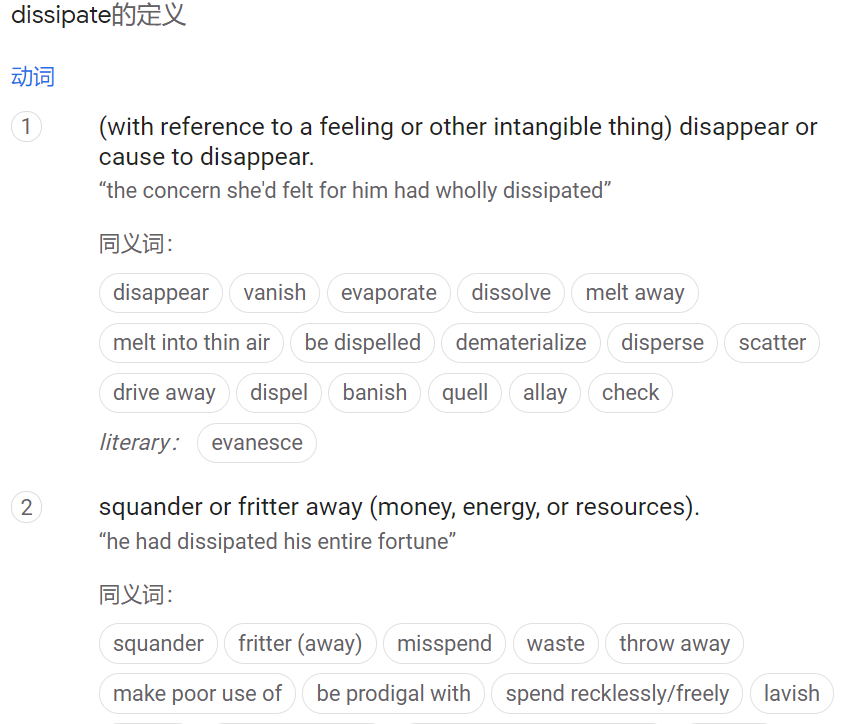 dissipate的定义
动词
1
(with reference to a feeling or other intangible thing) disappear or
cause to disappear.
“the concern she'd felt for him had wholly dissipated”
同义词：
disappear vanish evaporate dissolve melt away
melt into thin air be dispelled dematerialize disperse scatter
drive away dispel banish quell allay check
literary： evanesce
2
squander or fritter away (money, energy, or resources).
“he had dissipated his entire fortune”
同义词：
squander fritter (away) misspend waste throw away
make poor use of be prodigal with spend recklessly/freely lavish